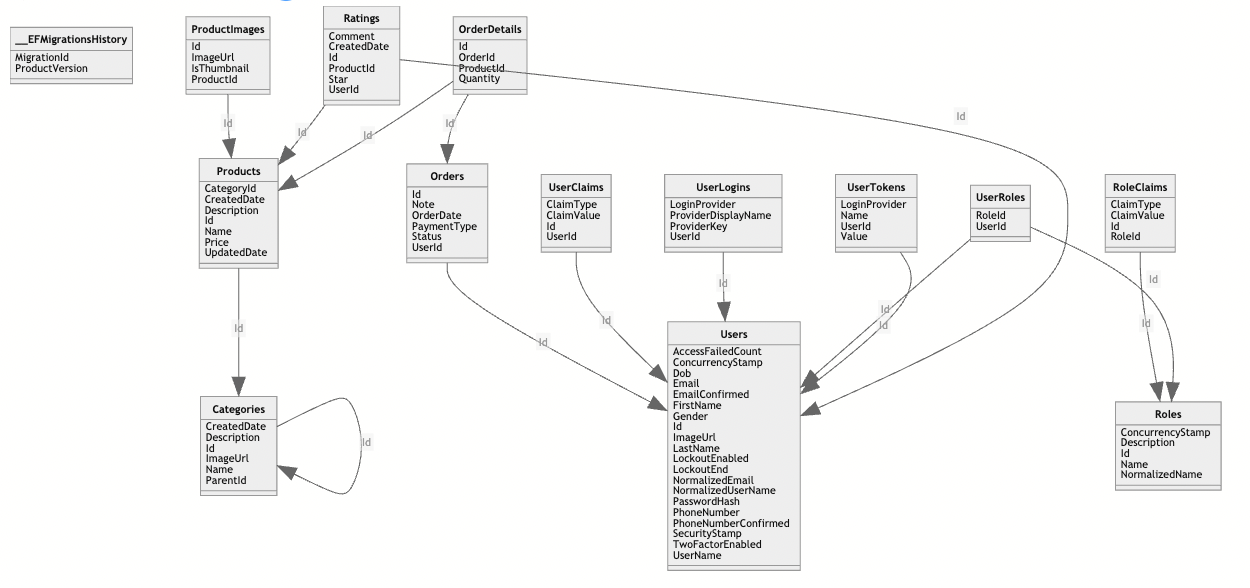 __EFMigrationsHistory
MigrationId
ProductVersion
ProductImages
Id
ImageUrl
IsThumbnail
ProductId
Ratings
Comment
CreatedDate
Id
ProductId
Star
UserId
OrderDetails
Id
OrderId
ProductId
Quantity
Id
Id
Id
Id
Id
Products
CategoryId
CreatedDate
Description
Id
Name
Price
UpdatedDate
Orders
Id
Note
OrderDate
PaymentType
Status
UserId
UserClaims
ClaimType
ClaimValue
Id
UserId
UserLogins
LoginProvider
ProviderDisplayName
ProviderKey
UserId
UserTokens
LoginProvider
Name
UserId
Value
UserRoles
RoleId
UserId
RoleClaims
ClaimType
ClaimValue
Id
RoleId
Id
Id
Id
Id
Id
Id
Id
Id
Users
AccessFailedCount
ConcurrencyStamp
Dob
Email
EmailConfirmed
FirstName
Gender
Id
ImageUrl
LastName
LockoutEnabled
LockoutEnd
NormalizedEmail
NormalizedUserName
PasswordHash
PhoneNumber
PhoneNumberConfirmed
SecurityStamp
TwoFactorEnabled
UserName
Categories
CreatedDate
Description
Id
ImageUrl
Name
ParentId
Id
Roles
ConcurrencyStamp
Description
Id
Name
NormalizedName